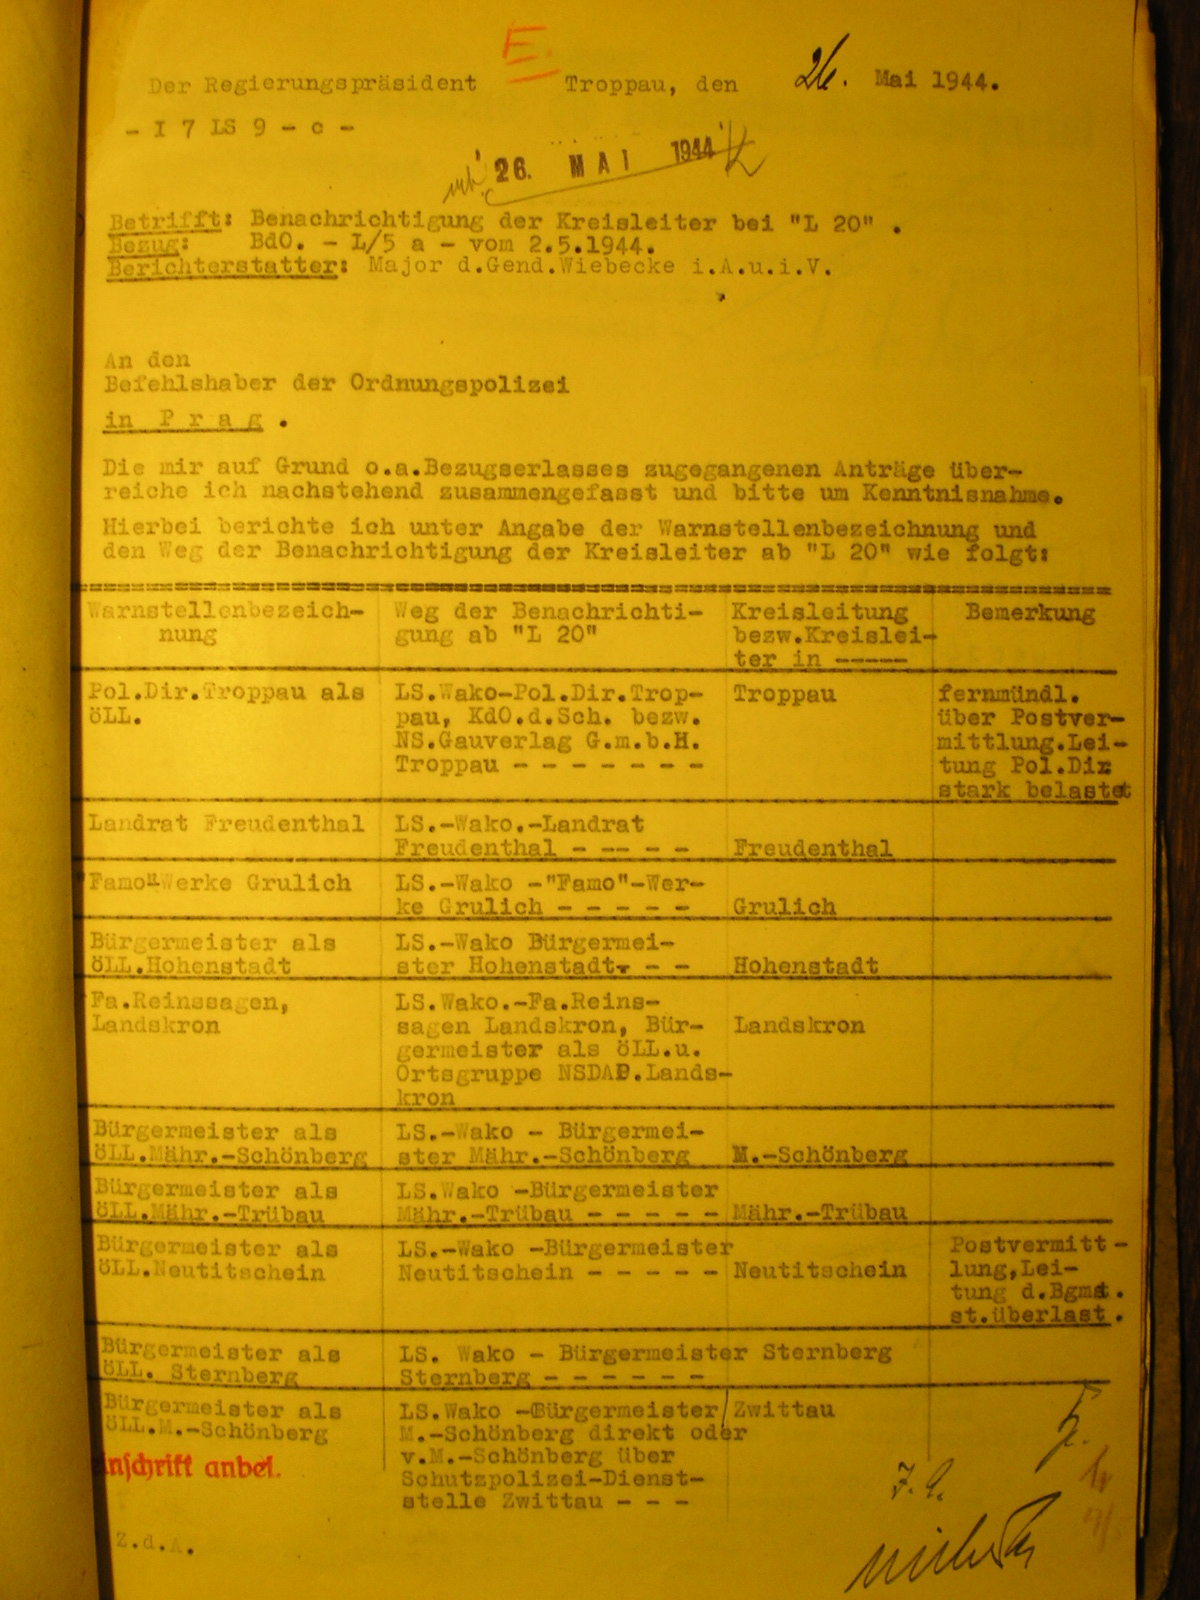 E.
Der Regierungspräsident Troppau, den 26. Mai 1944.
- I 7 LS 9 - c -
26. MAI 1944
Betrifft: Benachrichtigung der Kreisleiter bei "L 20" .
Bezug: BdO. - L/5 a - vom 2.5.1944.
Berichterstatter: Major d.Gend.Wiebecke i.A.u.i.V.
An den
Befehlshaber der Ordnungspolizei
in P r a g .
Die mir auf Grund o.a.Bezugserlasses zugegangenen Anträge über-
reiche ich nachstehend zusammengefasst und bitte um Kenntnisnahme.
Hierbei berichte ich unter Angabe der Warnstellenbezeichnung und
den Weg der Benachrichtigung der Kreisleiter ab "L 20" wie folgt:
Warnstellenbezeich- Weg der Benachrichti- Kreisleitung Bemerkung
nung gung ab "L 20" bezw.Kreislei-
ter in -----
Pol.Dir.Troppau als LS.Wako-Pol.Dir.Trop- Troppau fernmündl.
öLL. pau, KdO.d.Sch. bezw. über Postver-
NS.Gauverlag G.m.b.H. mittlung.Lei-
Troppau - - - - - - - tung Pol.Dir
stark belastet
Landrat Freudenthal LS.-Wako.-Landrat
Freudenthal - -- - - Freudenthal
"Famo"-Werke Grulich LS.-Wako -"Famo"-Wer-
ke Grulich - - - - - Grulich
Bürgermeister als LS.-Wako Bürgermei-
öLL.Hohenstadt ster Hohenstadt- - - Hohenstadt
Fa.Reinssagen, LS.Wako.-Fa.Reins-
Landskron sagen Landskron, Bür- Landskron
germeister als öLL.u.
Ortsgruppe NSDAP.Lands-
kron
Bürgermeister als LS.-Wako - Bürgermei-
öLL.Mähr.-Schönberg ster Mähr.-Schönberg M.-Schönberg
Bürgermeister als LS.Wako -Bürgermeister
öLL.Mähr.-Trübau Mähr.-Trübau - - - - - Mähr.-Trübau
Bürgermeister als LS.-Wako -Bürgermeister Postvermitt-
öLL.Neutitschein Neutitschein - - - - - Neutitschein lung,Lei-
tung d.Bgmst.
st.überlast.
Bürgermeister als LS. Wako - Bürgermeister Sternberg
öLL. Sternberg Sternberg - - - - - -
Bürgermeister als LS.Wako -Bürgermeister/Zwittau
öLL.M.-Schönberg M.-Schönberg direkt oder
v.M.-Schönberg über
Schutzpolizei-Dienst-
stelle Zwittau - - -
inschrift anbei.
Z.d.A.